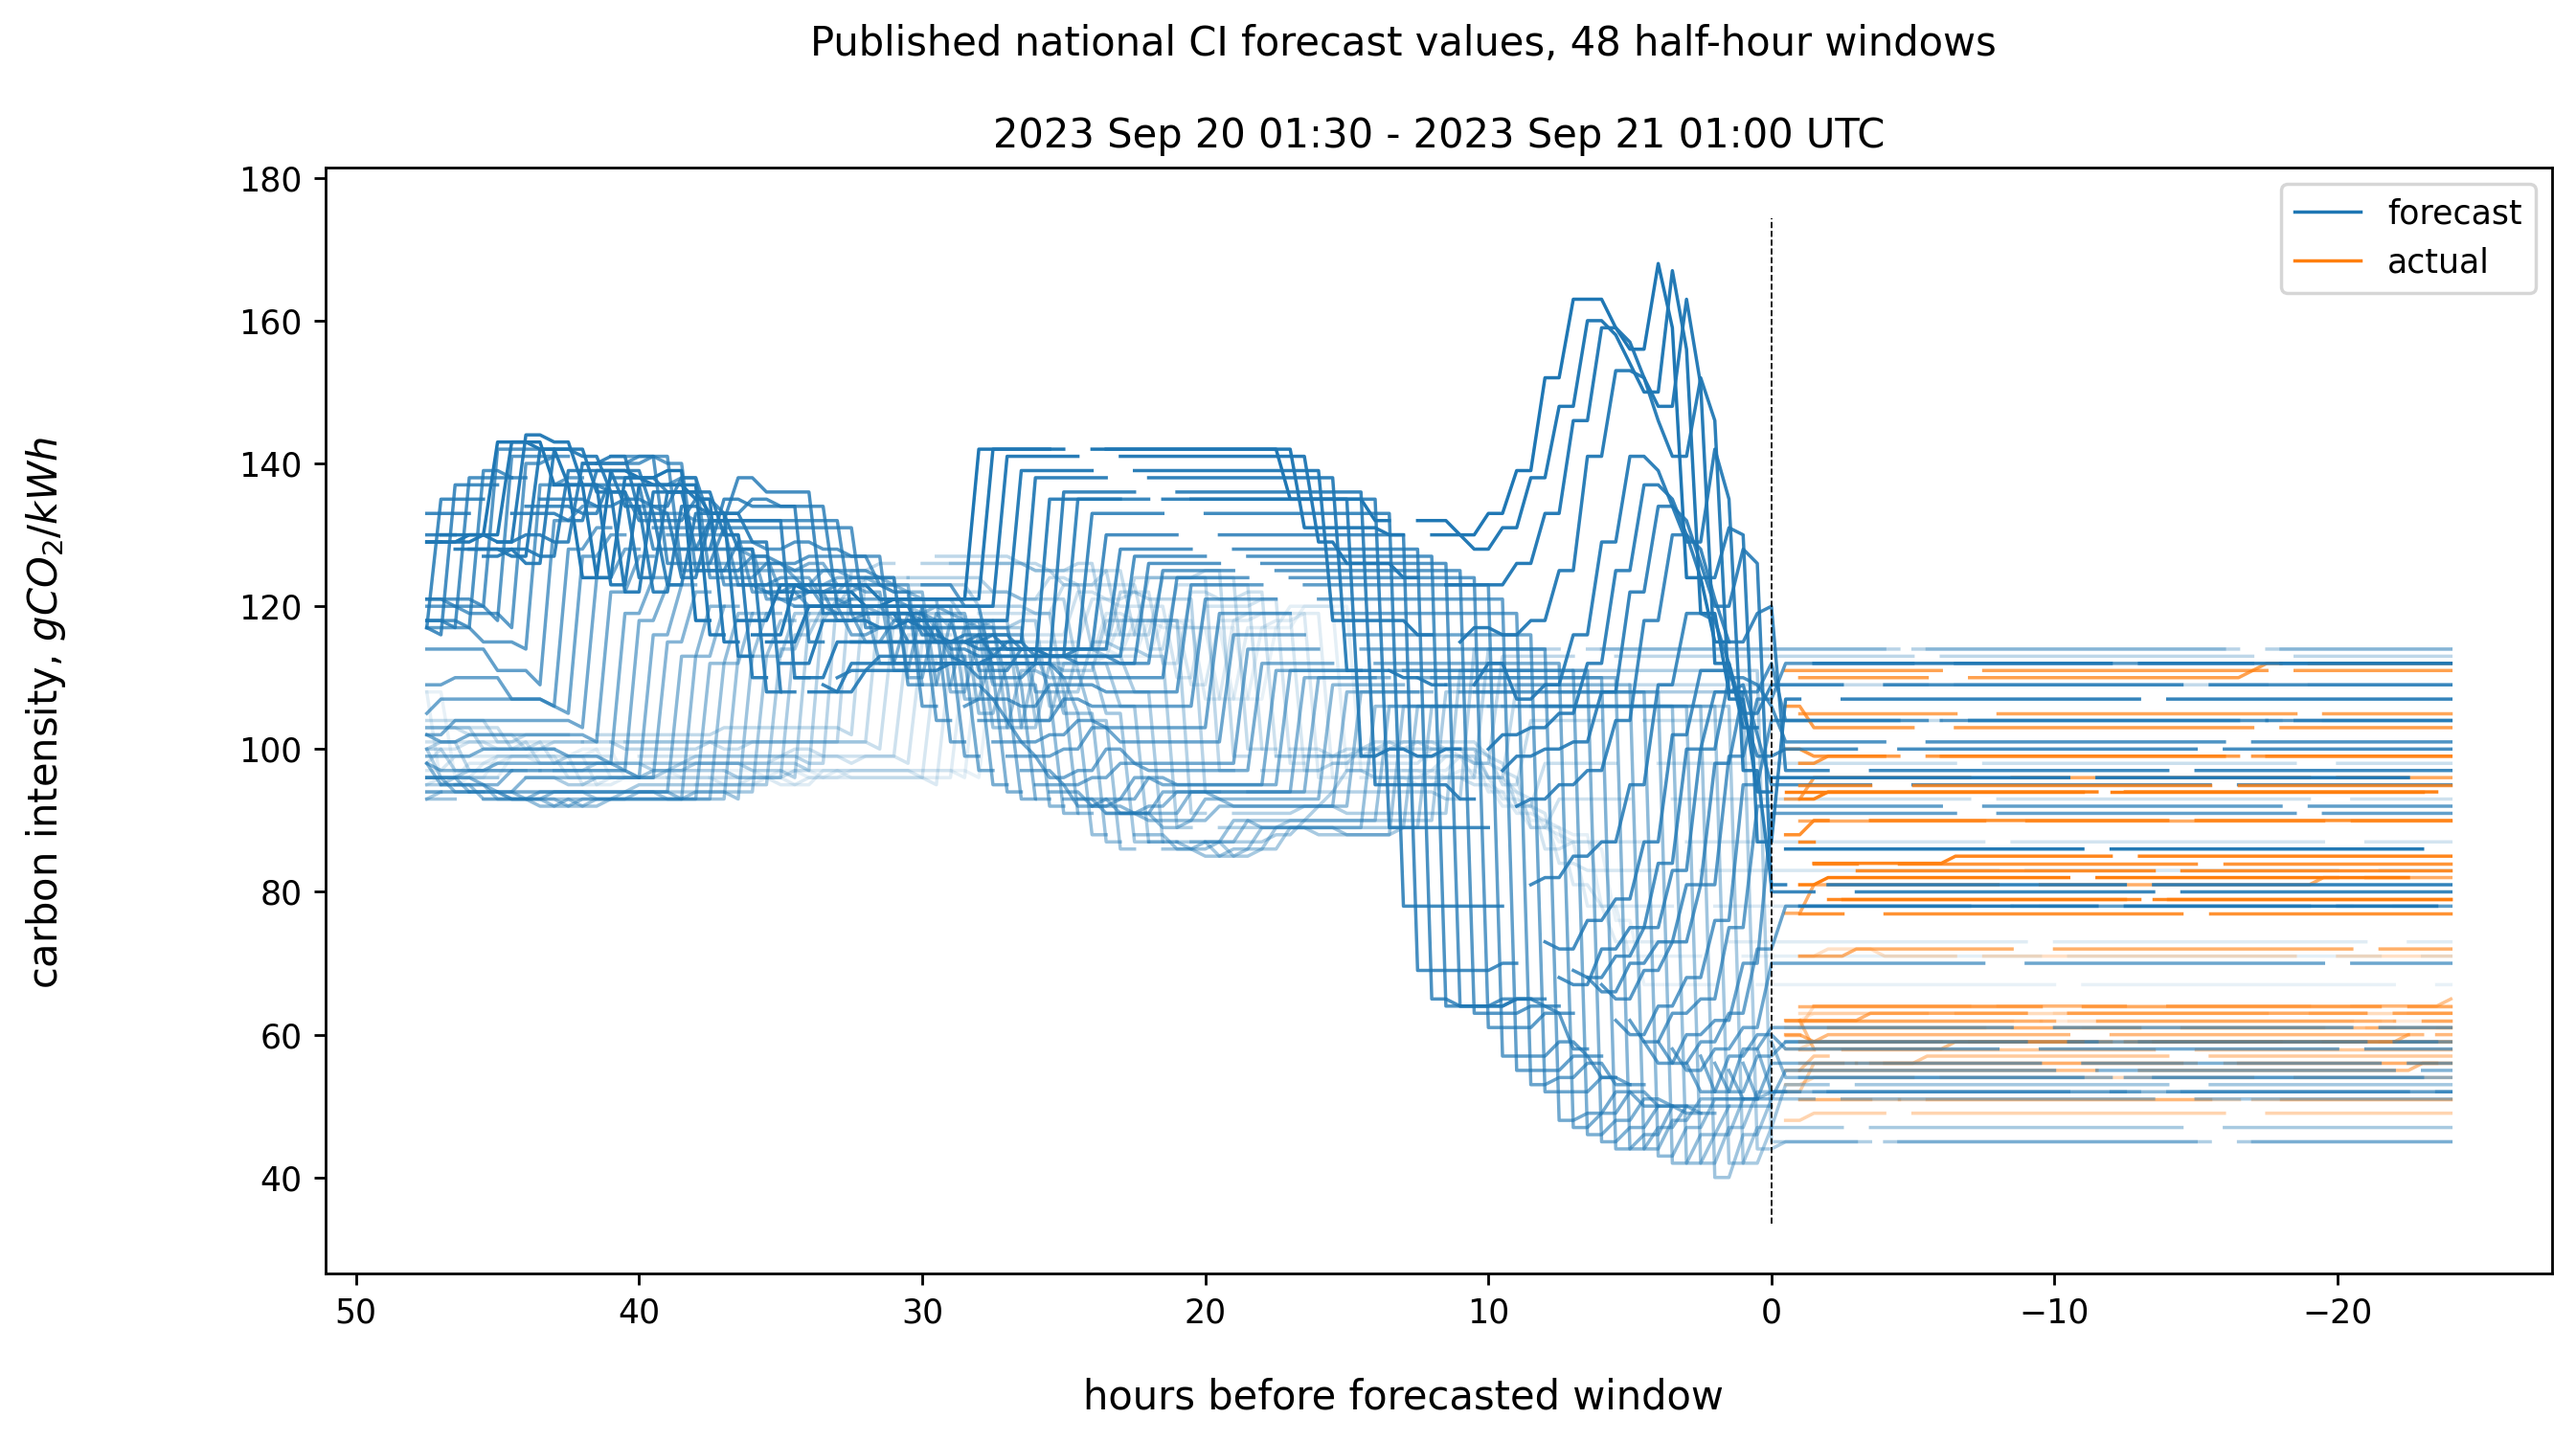 Published national CI forecast values, 48 half-hour windows
2023 Sep 20 01:30 - 2023 Sep 21 01:00 UTC
forecast
actual
carbon intensity, gCO₂/kWh
180
160
140
120
100
80
60
40
50 40 30 20 10 0 −10 −20
hours before forecasted window